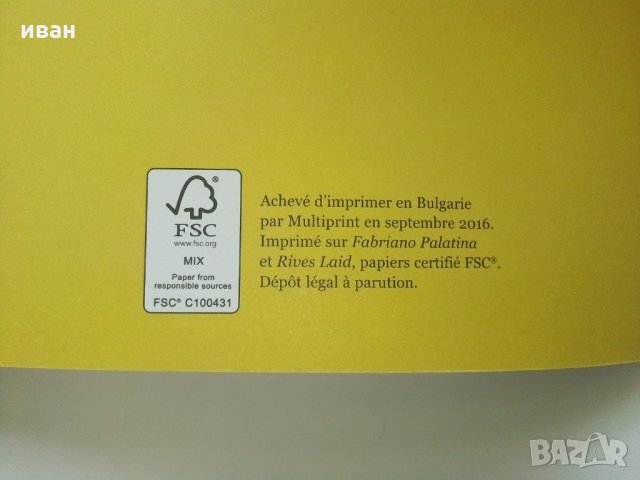 иван
FSC
www.fsc.org
MIX
Paper from
responsible sources
FSC® C100431
Achevé d'imprimer en Bulgarie
par Multiprint en septembre 2016.
Imprimé sur Fabriano Palatina
et Rives Laid, papiers certifié FSC®.
Dépôt légal à parution.
BAZAR